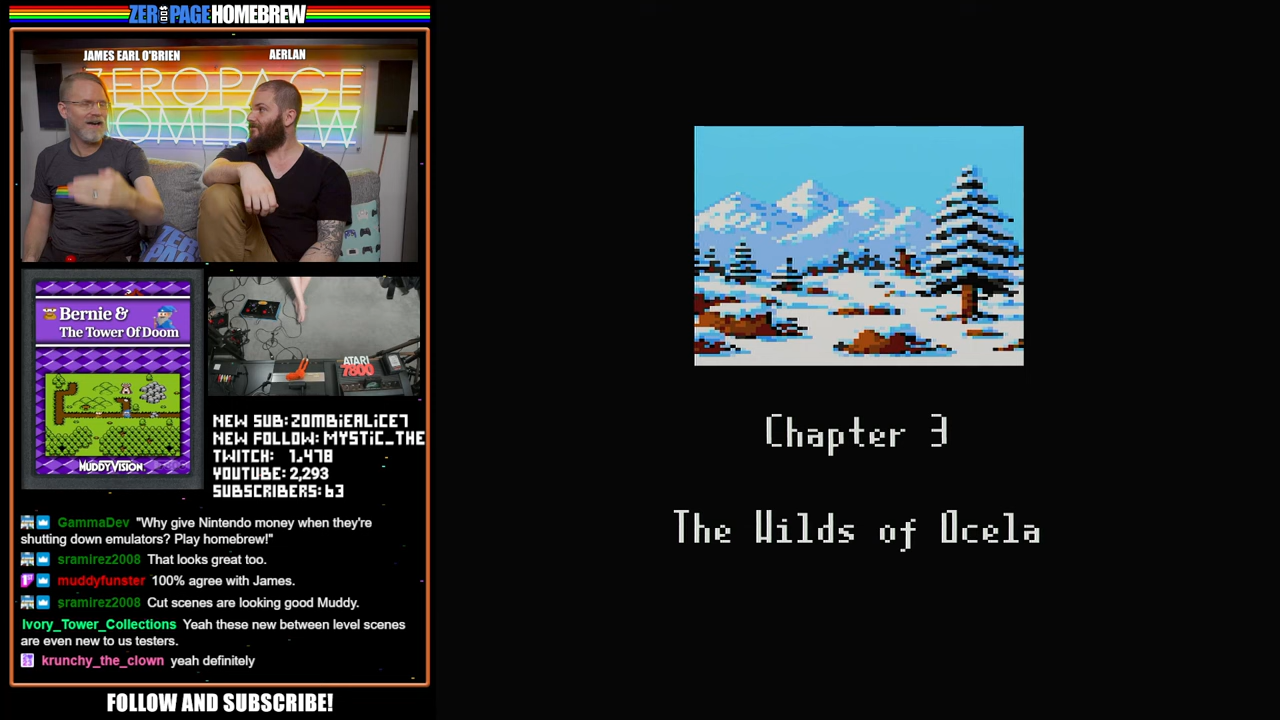 ZEROPAGE HOMEBREW
JAMES EARL O'BRIEN
AERLAN
ZEROPAGE
HOMEBREW
Bernie &
The Tower Of Doom
MUDDYVISION
ATARI
7800
NEW SUB: ZOMBIEALICE7
NEW FOLLOW: MYSTIC_THE
TWITCH: 1,478
YOUTUBE: 2,293
SUBSCRIBERS: 63
GammaDev "Why give Nintendo money when they're
shutting down emulators? Play homebrew!"
sramirez2008 That looks great too.
muddyfunster 100% agree with James.
sramirez2008 Cut scenes are looking good Muddy.
Ivory_Tower_Collections Yeah these new between level scenes
are even new to us testers.
krunchy_the_clown yeah definitely
FOLLOW AND SUBSCRIBE!
Chapter 3
The Wilds of Ocela